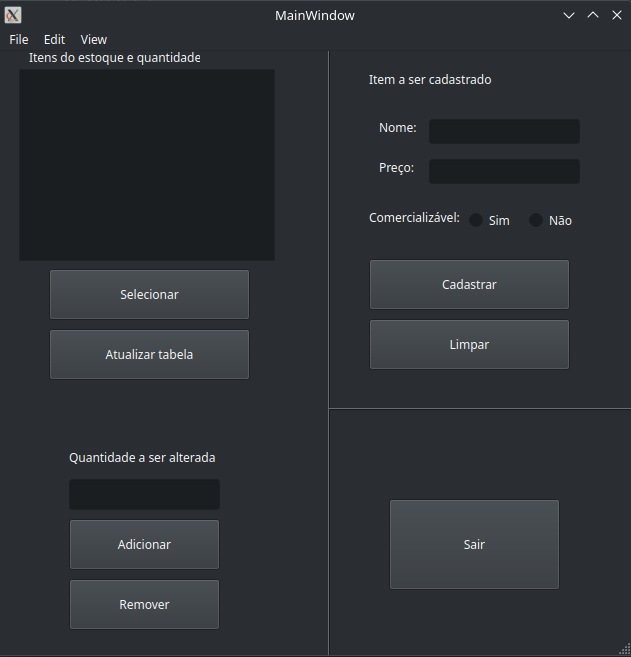 MainWindow
File Edit View
Itens do estoque e quantidade
Selecionar
Atualizar tabela
Quantidade a ser alterada
Adicionar
Remover
Item a ser cadastrado
Nome:
Preço:
Comercializável: Sim Não
Cadastrar
Limpar
Sair